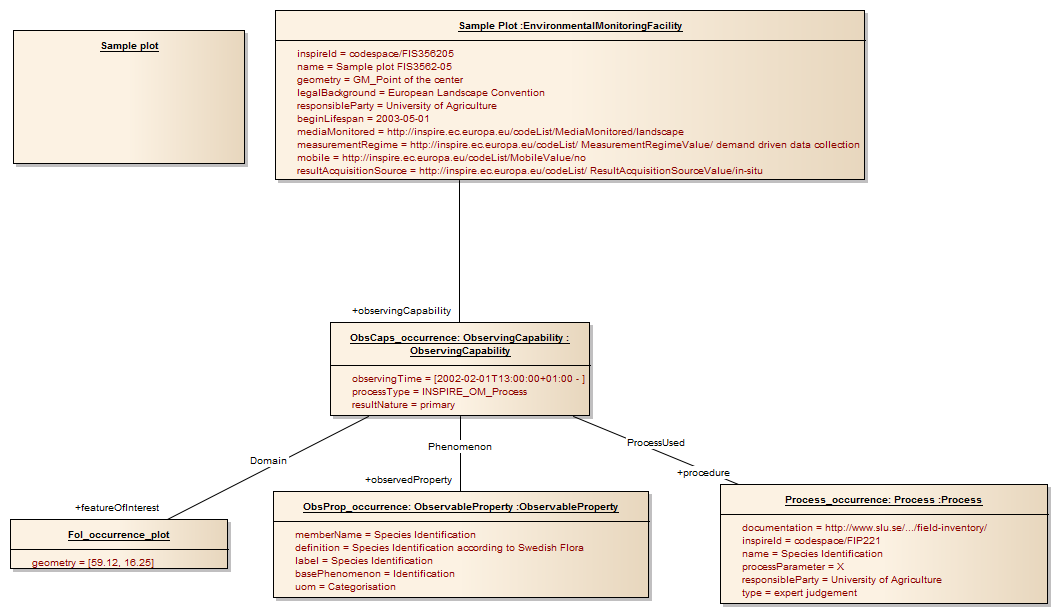 Sample plot
Sample Plot :EnvironmentalMonitoringFacility
inspireId = codespace/FIS356205
name = Sample plot FIS3562-05
geometry = GM_Point of the center
legalBackground = European Landscape Convention
responsibleParty = University of Agriculture
beginLifespan = 2003-05-01
mediaMonitored = http://inspire.ec.europa.eu/codeList/MediaMonitored/landscape
measurementRegime = http://inspire.ec.europa.eu/codeList/ MeasurementRegimeValue/ demand driven data collection
mobile = http://inspire.ec.europa.eu/codeList/MobileValue/no
resultAcquisitionSource = http://inspire.ec.europa.eu/codeList/ ResultAcquisitionSourceValue/in-situ
+observingCapability
ObsCaps_occurrence: ObservingCapability :
ObservingCapability
observingTime = [2002-02-01T13:00:00+01:00 - ]
processType = INSPIRE_OM_Process
resultNature = primary
Domain
Phenomenon
ProcessUsed
+featureOfInterest
+observedProperty
+procedure
FoI_occurrence_plot
geometry = [59.12, 16.25]
ObsProp_occurrence: ObservableProperty :ObservableProperty
memberName = Species Identification
definition = Species Identification according to Swedish Flora
label = Species Identification
basePhenomenon = Identification
uom = Categorisation
Process_occurrence: Process :Process
documentation = http://www.slu.se/.../field-inventory/
inspireId = codespace/FIP221
name = Species Identification
processParameter = X
responsibleParty = University of Agriculture
type = expert judgement